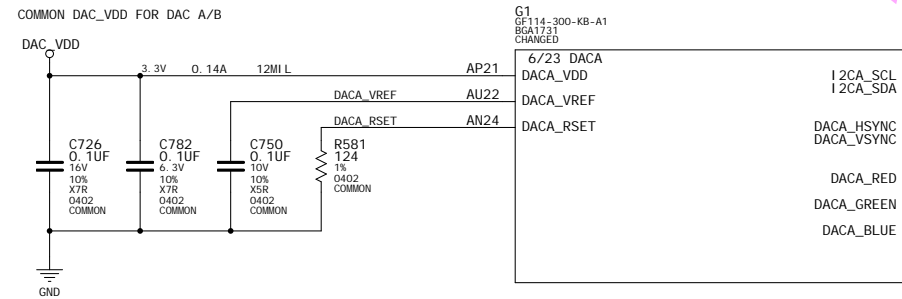 COMMON DAC_VDD FOR DAC A/B
DAC_VDD
3.3V 0.14A 12MIL
DACA_VREF
DACA_RSET
AP21
AU22
AN24
G1
GF114-300-KB-A1
BGA1731
CHANGED
6/23 DACA
DACA_VDD
DACA_VREF
DACA_RSET
I2CA_SCL
I2CA_SDA
DACA_HSYNC
DACA_VSYNC
DACA_RED
DACA_GREEN
DACA_BLUE
C726
0.1UF
16V
10%
X7R
0402
COMMON
C782
0.1UF
6.3V
10%
X7R
0402
COMMON
C750
0.1UF
10V
10%
X5R
0402
COMMON
R581
124
1%
0402
COMMON
GND